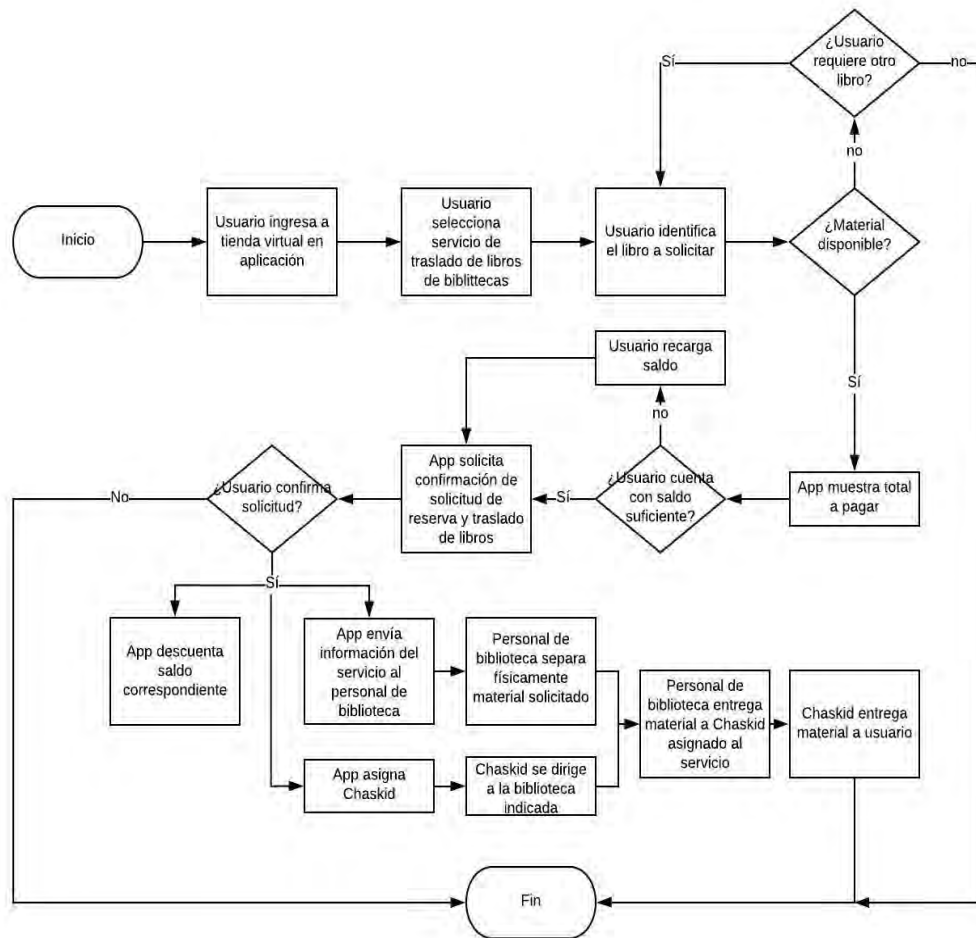 ¿Usuario
requiere otro
libro?
Sí
no
no
Inicio
Usuario ingresa a
tienda virtual en
aplicación
Usuario
selecciona
servicio de
traslado de libros
de biblittecas
Usuario identifica
el libro a solicitar
¿Material
disponible?
Sí
Usuario recarga
saldo
no
¿Usuario confirma
solicitud?
No
App solicita
confirmación de
solicitud de
reserva y traslado
de libros
Sí
¿Usuario cuenta
con saldo
suficiente?
App muestra total
a pagar
Sí
App descuenta
saldo
correspondiente
App envía
información del
servicio al
personal de
biblioteca
Personal de
biblioteca separa
físicamente
material solicitado
Personal de
biblioteca entrega
material a Chaskid
asignado al
servicio
Chaskid entrega
material a usuario
App asigna
Chaskid
Chaskid se dirige
a la biblioteca
indicada
Fin